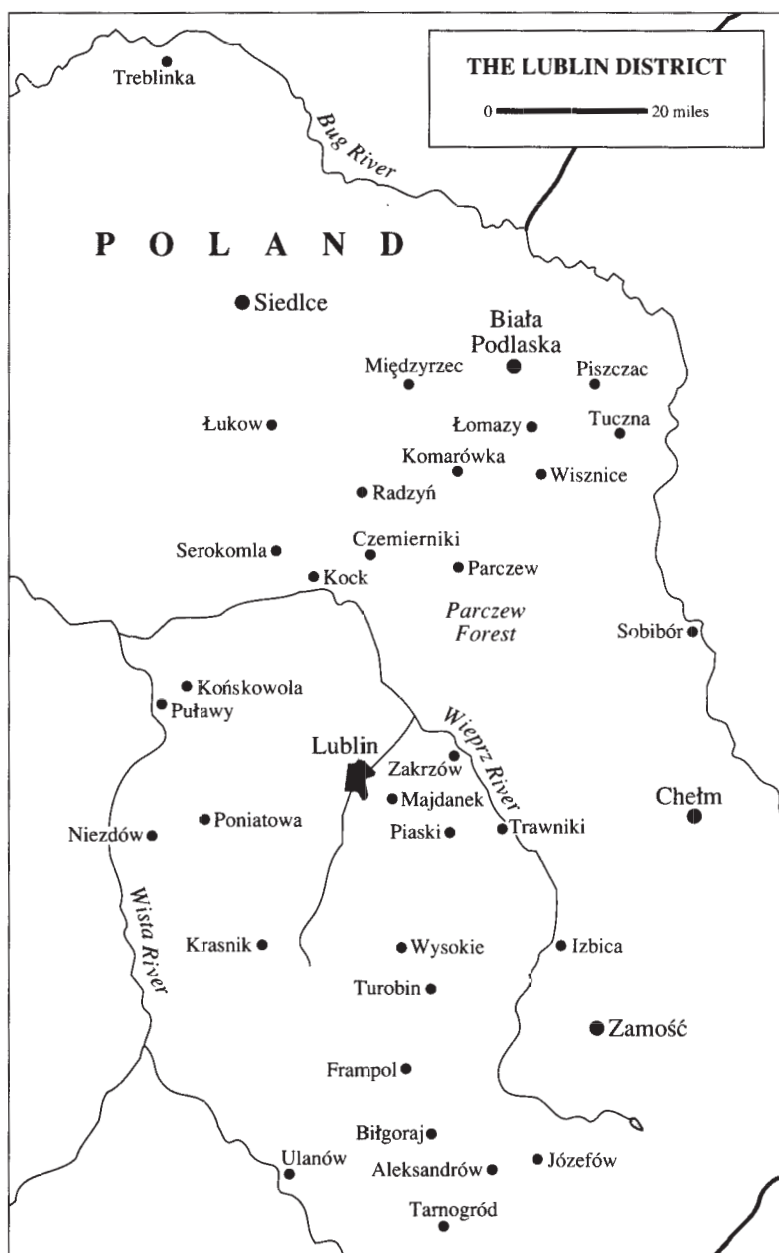 THE LUBLIN DISTRICT
0 20 miles
Treblinka
Bug River
POLAND
Siedlce
Biała
Podlaska
Międzyrzec
Piszczac
Łukow
Łomazy
Tuczna
Komarówka
Wisznice
Radzyń
Serokomla
Czemierniki
Kock
Parczew
Parczew
Forest
Sobibór
Końskowola
Puławy
Lublin
Wieprz River
Zakrzów
Majdanek
Chełm
Niezdów
Poniatowa
Piaski
Trawniki
Wista River
Krasnik
Wysokie
Izbica
Turobin
Zamość
Frampol
Biłgoraj
Ulanów
Aleksandrów
Józefów
Tarnogród